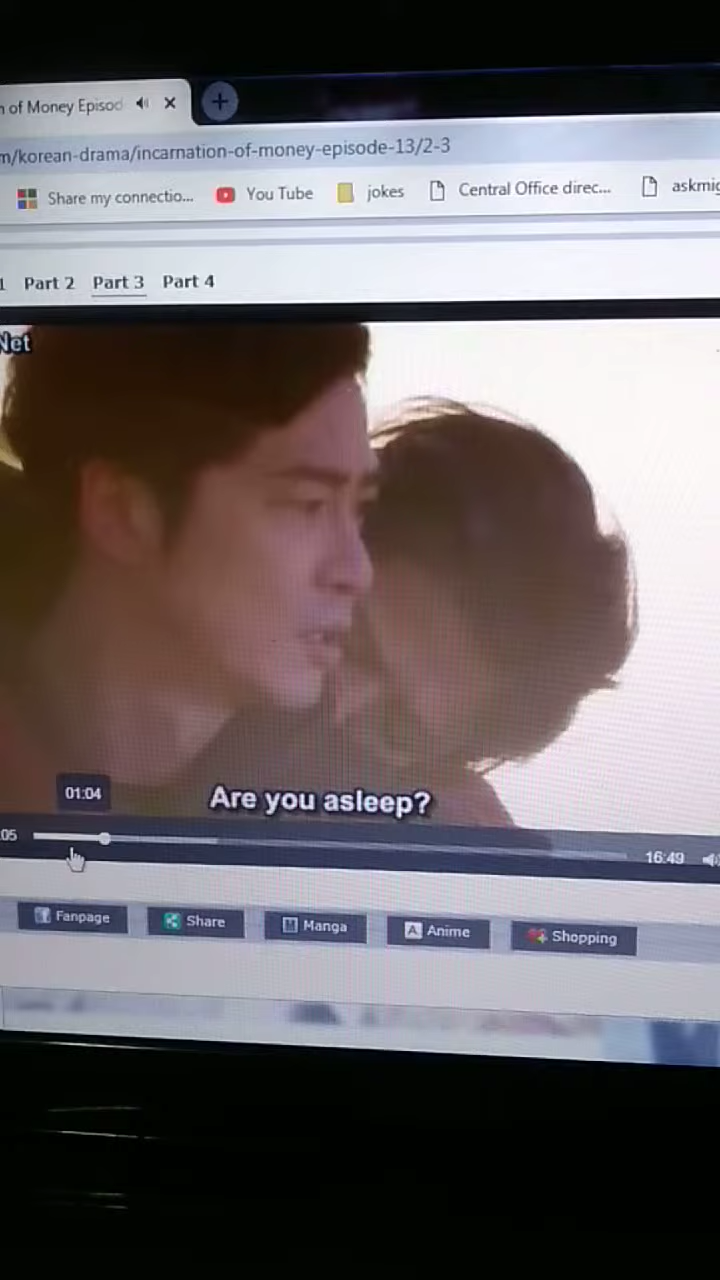 n of Money Episod
m/korean-drama/incarnation-of-money-episode-13/2-3
Share my connectio... You Tube jokes Central Office direc... askmig
1 Part 2 Part 3 Part 4
Net
Are you asleep?
01:04
:05 16:49
Fanpage Share Manga Anime Shopping